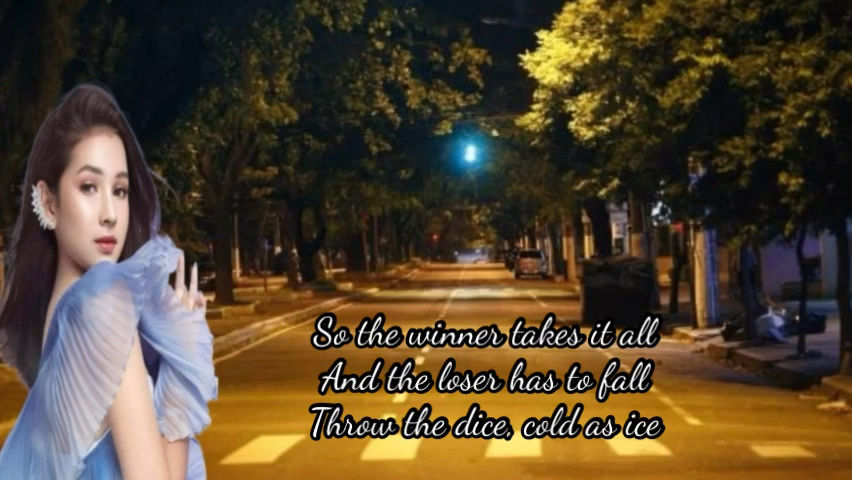 So the winner takes it all
And the loser has to fall
Throw the dice, cold as ice